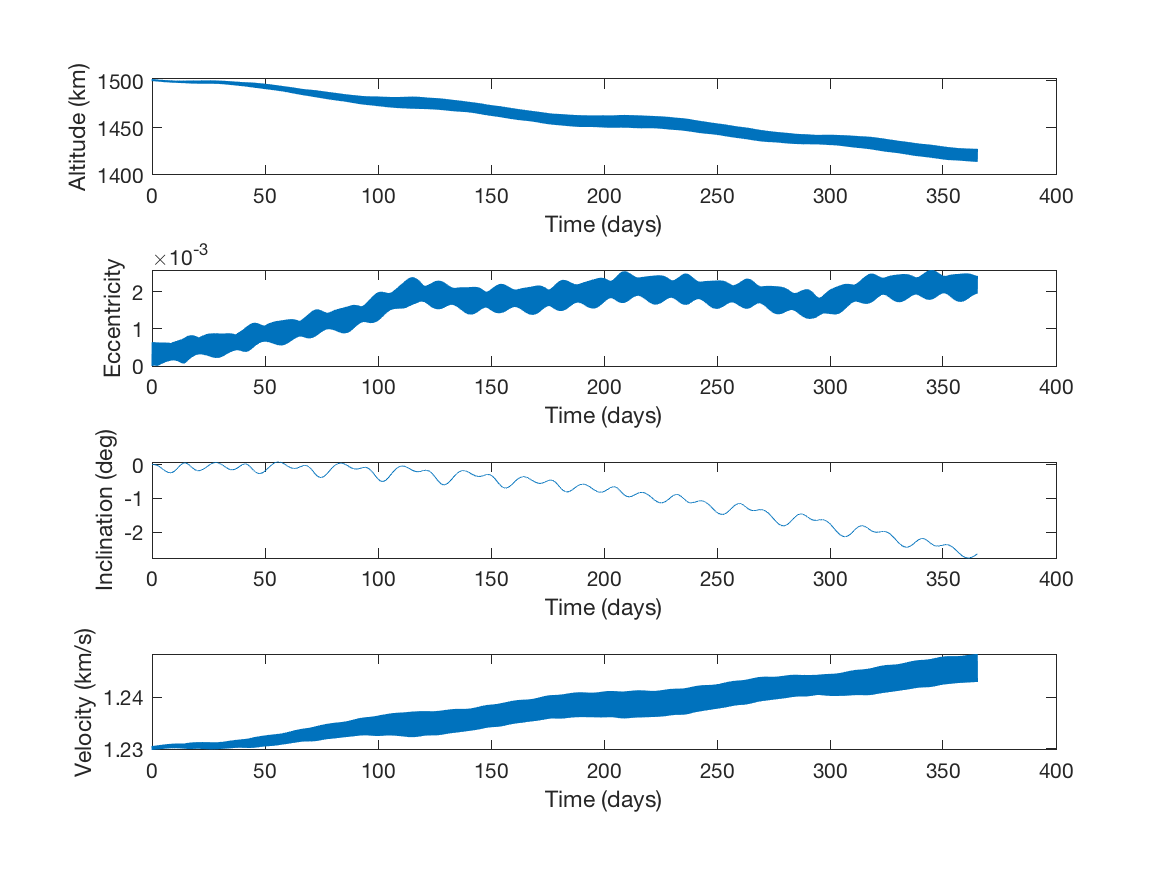 Altitude (km)
1500
1450
1400
0 50 100 150 200 250 300 350 400
Time (days)
×10-3
Eccentricity
2
1
0
0 50 100 150 200 250 300 350 400
Time (days)
Inclination (deg)
0
-1
-2
0 50 100 150 200 250 300 350 400
Time (days)
Velocity (km/s)
1.24
1.23
0 50 100 150 200 250 300 350 400
Time (days)